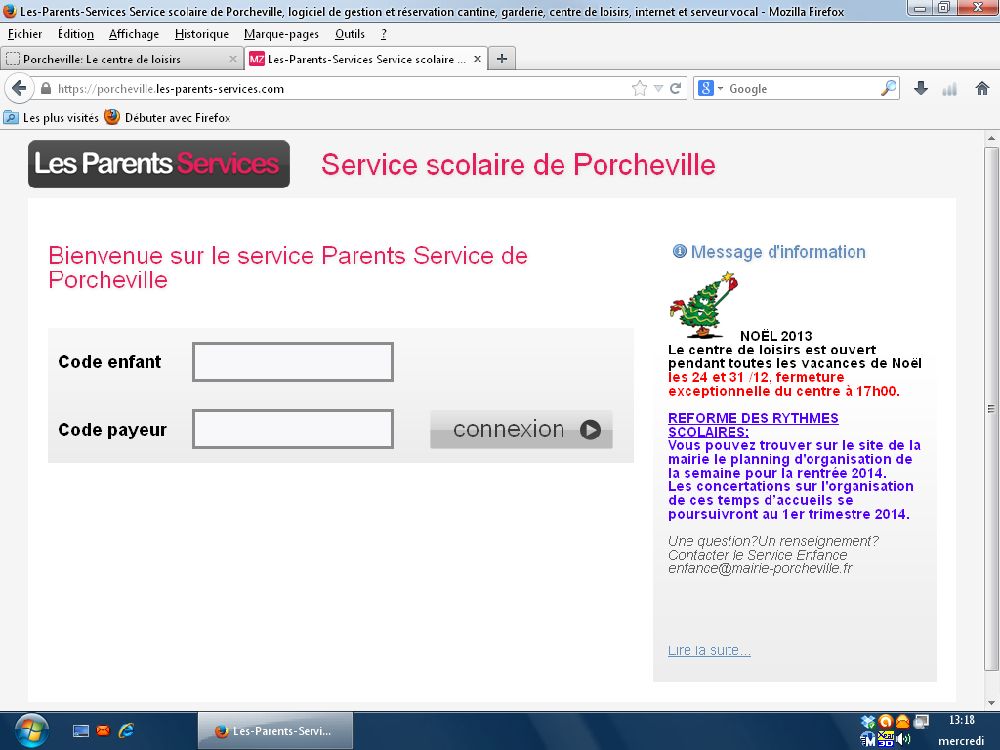 Les-Parents-Services Service scolaire de Porcheville, logiciel de gestion et réservation cantine, garderie, centre de loisirs, internet et serveur vocal - Mozilla Firefox
Fichier Édition Affichage Historique Marque-pages Outils ?
Porcheville: Le centre de loisirs
MZ Les-Parents-Services Service scolaire ...
https://porcheville.les-parents-services.com
Google
Les plus visités Débuter avec Firefox
Les Parents Services
Service scolaire de Porcheville
Bienvenue sur le service Parents Service de
Porcheville
Code enfant
Code payeur
connexion
Message d'information
NOËL 2013
Le centre de loisirs est ouvert
pendant toutes les vacances de Noël
les 24 et 31 /12, fermeture
exceptionnelle du centre à 17h00.
REFORME DES RYTHMES
SCOLAIRES:
Vous pouvez trouver sur le site de la
mairie le planning d'organisation de
la semaine pour la rentrée 2014.
Les concertations sur l'organisation
de ces temps d'accueils se
poursuivront au 1er trimestre 2014.
Une question?Un renseignement?
Contacter le Service Enfance
enfance@mairie-porcheville.fr
Lire la suite...
Les-Parents-Servi...
13:18
mercredi